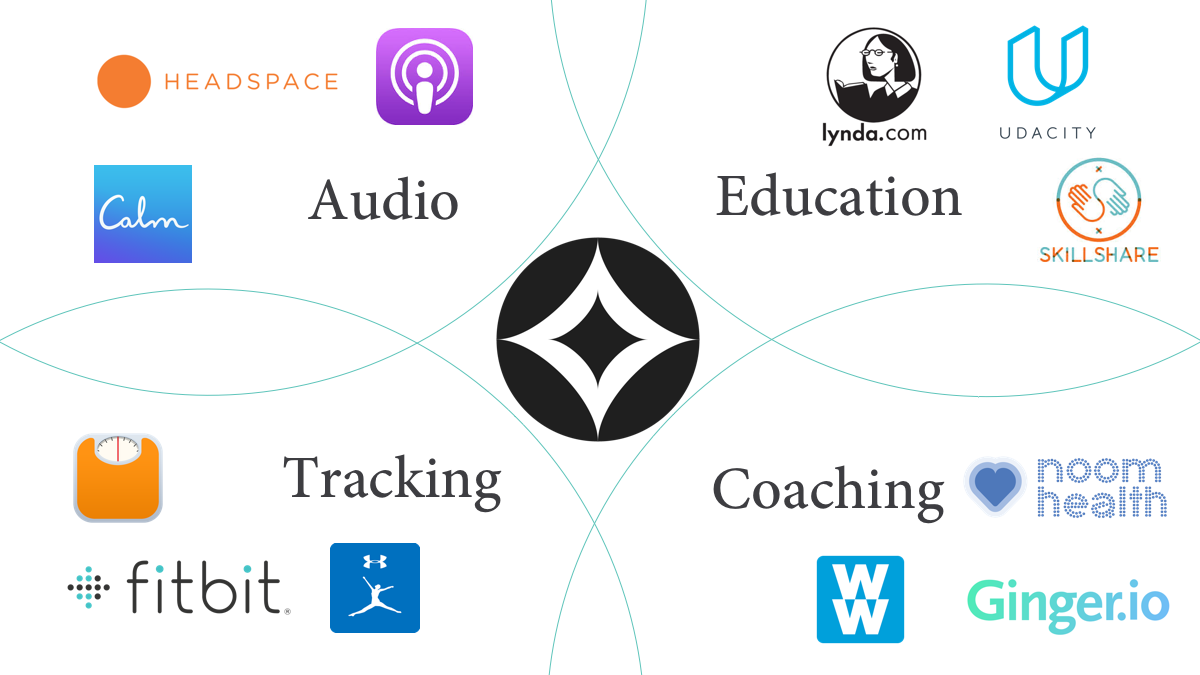 HEADSPACE
Calm
Audio
lynda.com
UDACITY
Education
SKILLSHARE
Tracking
fitbit®
Coaching
noom
health
W
W
Ginger.io